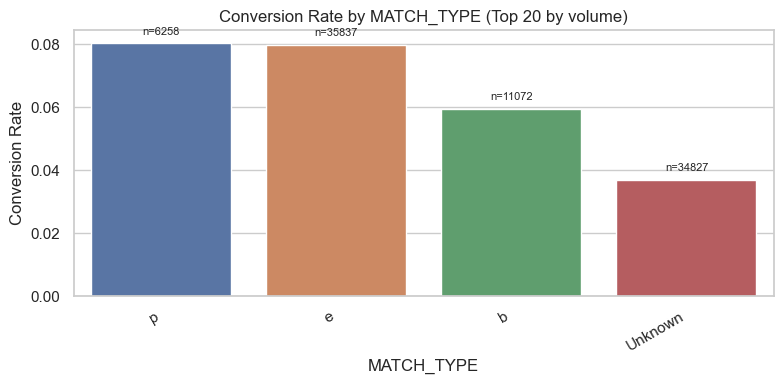 Conversion Rate by MATCH_TYPE (Top 20 by volume)
Conversion Rate
0.08
0.06
0.04
0.02
0.00
n=6258
n=35837
n=11072
n=34827
p
e
b
Unknown
MATCH_TYPE